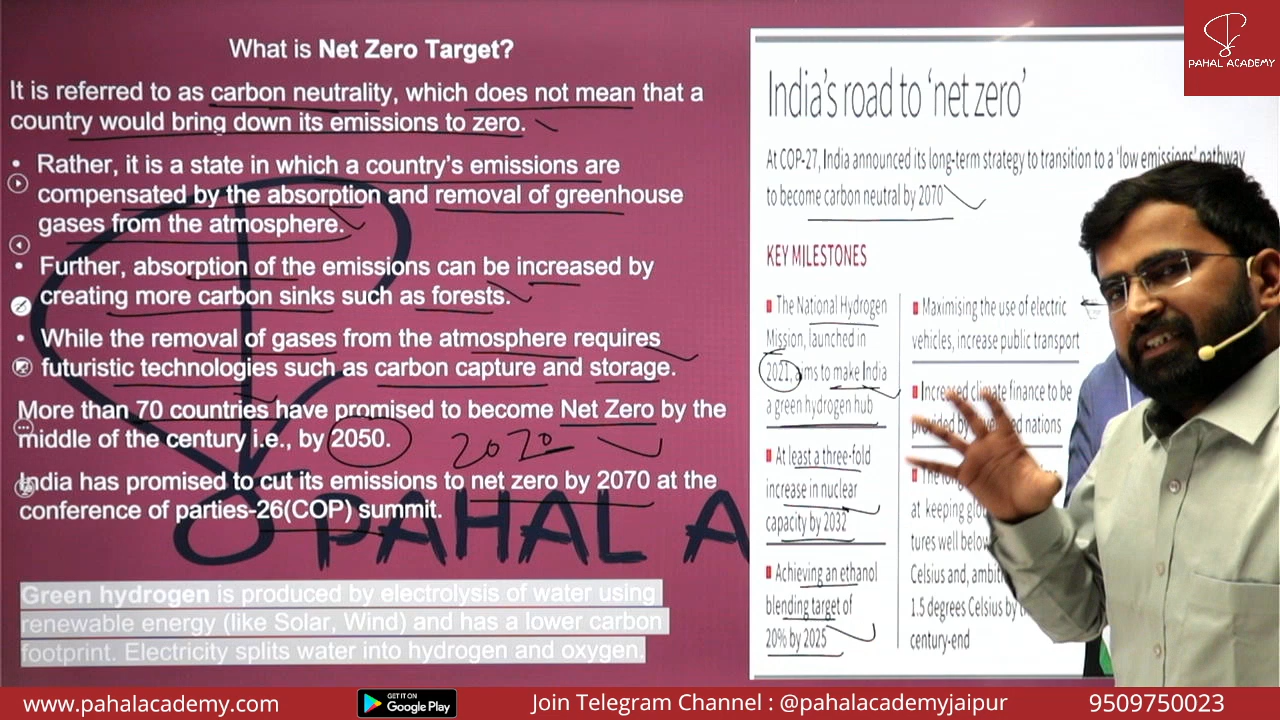 What is Net Zero Target?
It is referred to as carbon neutrality, which does not mean that a
country would bring down its emissions to zero.
• Rather, it is a state in which a country's emissions are
compensated by the absorption and removal of greenhouse
gases from the atmosphere.
• Further, absorption of the emissions can be increased by
creating more carbon sinks such as forests.
• While the removal of gases from the atmosphere requires
futuristic technologies such as carbon capture and storage.
More than 70 countries have promised to become Net Zero by the
middle of the century i.e., by 2050.
2070
India has promised to cut its emissions to net zero by 2070 at the
conference of parties-26(COP) summit.
PAHAL A
Green hydrogen is produced by electrolysis of water using
renewable energy (like Solar, Wind) and has a lower carbon
footprint. Electricity splits water into hydrogen and oxygen.
PAHAL ACADEMY
India's road to 'net zero'
At COP-27, India announced its long-term strategy to transition to a 'low emissions' pathway
to become carbon neutral by 2070
KEY MILESTONES
The National Hydrogen
Mission, launched in
2021, aims to make India
a green hydrogen hub
At least a three-fold
increase in nuclear
capacity by 2032
Achieving an ethanol
blending target of
20% by 2025
Maximising the use of electric
vehicles, increase public transport
Increased climate finance to be
provided by nations
The
at keeping
tures well below
Celsius and,
1.5 degrees Celsius by
century-end
www.pahalacademy.com
GET IT ON
Google Play
Join Telegram Channel : @pahalacademyjaipur
9509750023